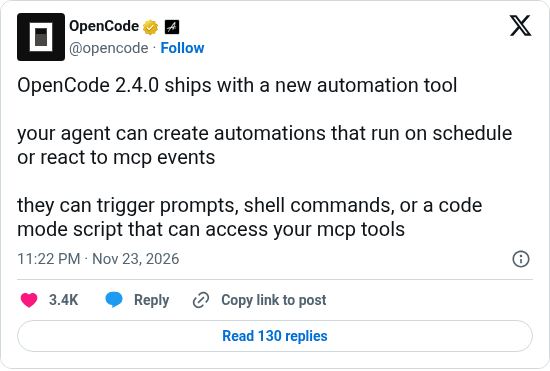 OpenCode
@opencode · Follow
OpenCode 2.4.0 ships with a new automation tool
your agent can create automations that run on schedule
or react to mcp events
they can trigger prompts, shell commands, or a code
mode script that can access your mcp tools
11:22 PM · Nov 23, 2026
3.4K Reply Copy link to post
Read 130 replies